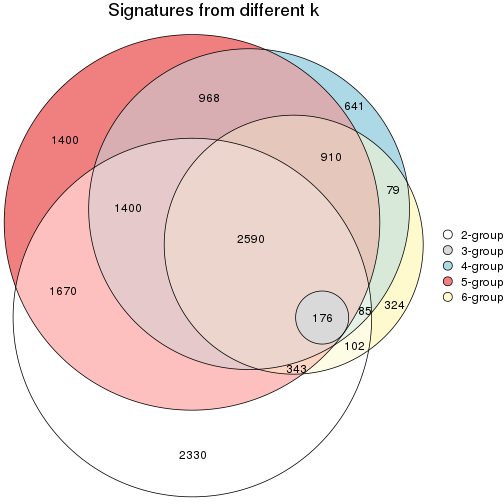 Signatures from different k
968
641
1400
910
79
1400
2590
1670
176
85
324
102
343
2330
2-group
3-group
4-group
5-group
6-group